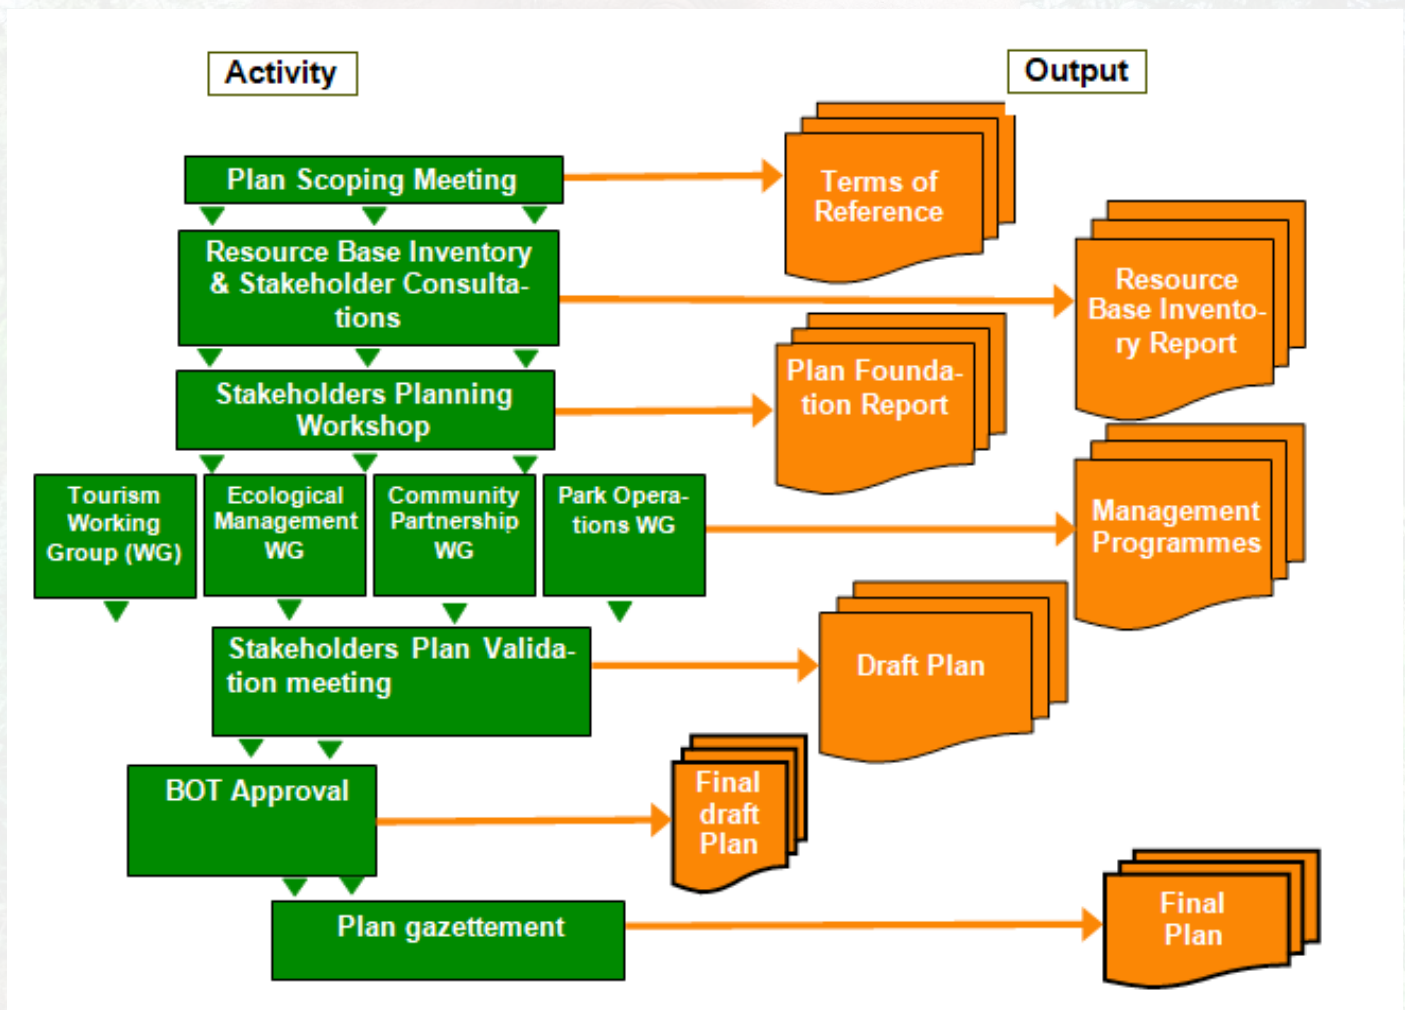 Activity
Output
Plan Scoping Meeting
Terms of
Reference
Resource Base Inventory
& Stakeholder Consulta-
tions
Resource
Base Invento-
ry Report
Stakeholders Planning
Workshop
Plan Founda-
tion Report
Tourism
Working
Group (WG)
Ecological
Management
WG
Community
Partnership
WG
Park Opera-
tions WG
Management
Programmes
Stakeholders Plan Valida-
tion meeting
Draft Plan
BOT Approval
Final
draft
Plan
Plan gazettement
Final
Plan